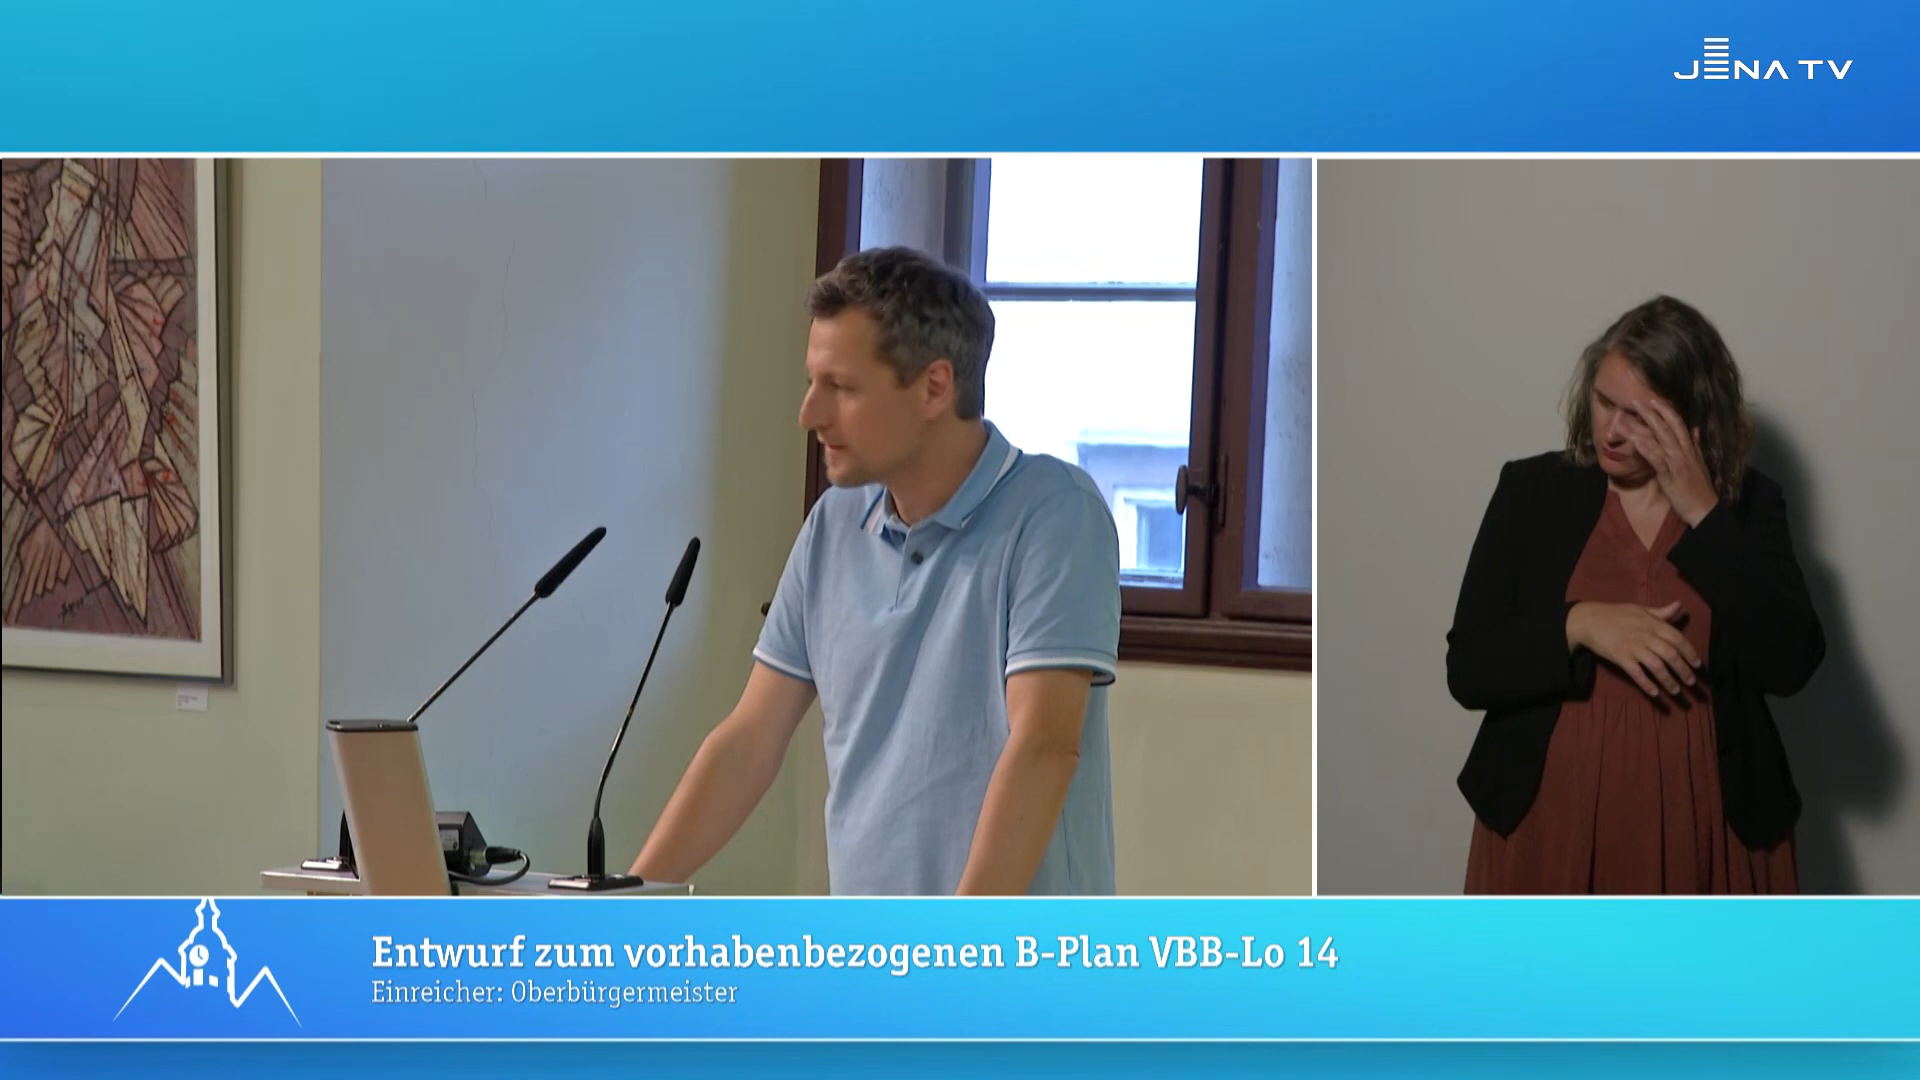 JENA TV
Entwurf zum vorhabenbezogenen B-Plan VBB-Lo 14
Einreicher: Oberbürgermeister